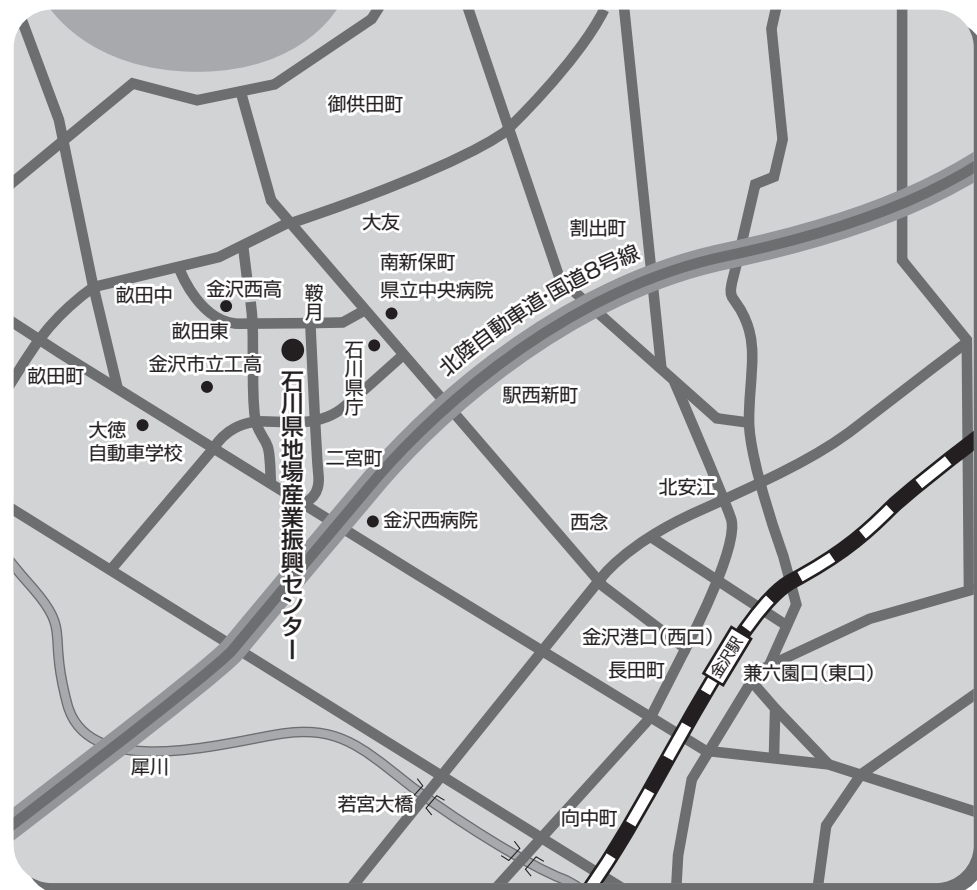 御供田町
大友
割出町
南新保町
県立中央病院
北陸自動車道・国道8号線
畝田中
金沢西高
鞍月
畝田東
石川県庁
金沢市立工高
畝田町
駅西新町
石川県地場産業振興センター
大徳
自動車学校
二宮町
北安江
金沢西病院
西念
金沢港口(西口)
金沢駅
長田町
兼六園口(東口)
犀川
若宮大橋
向中町